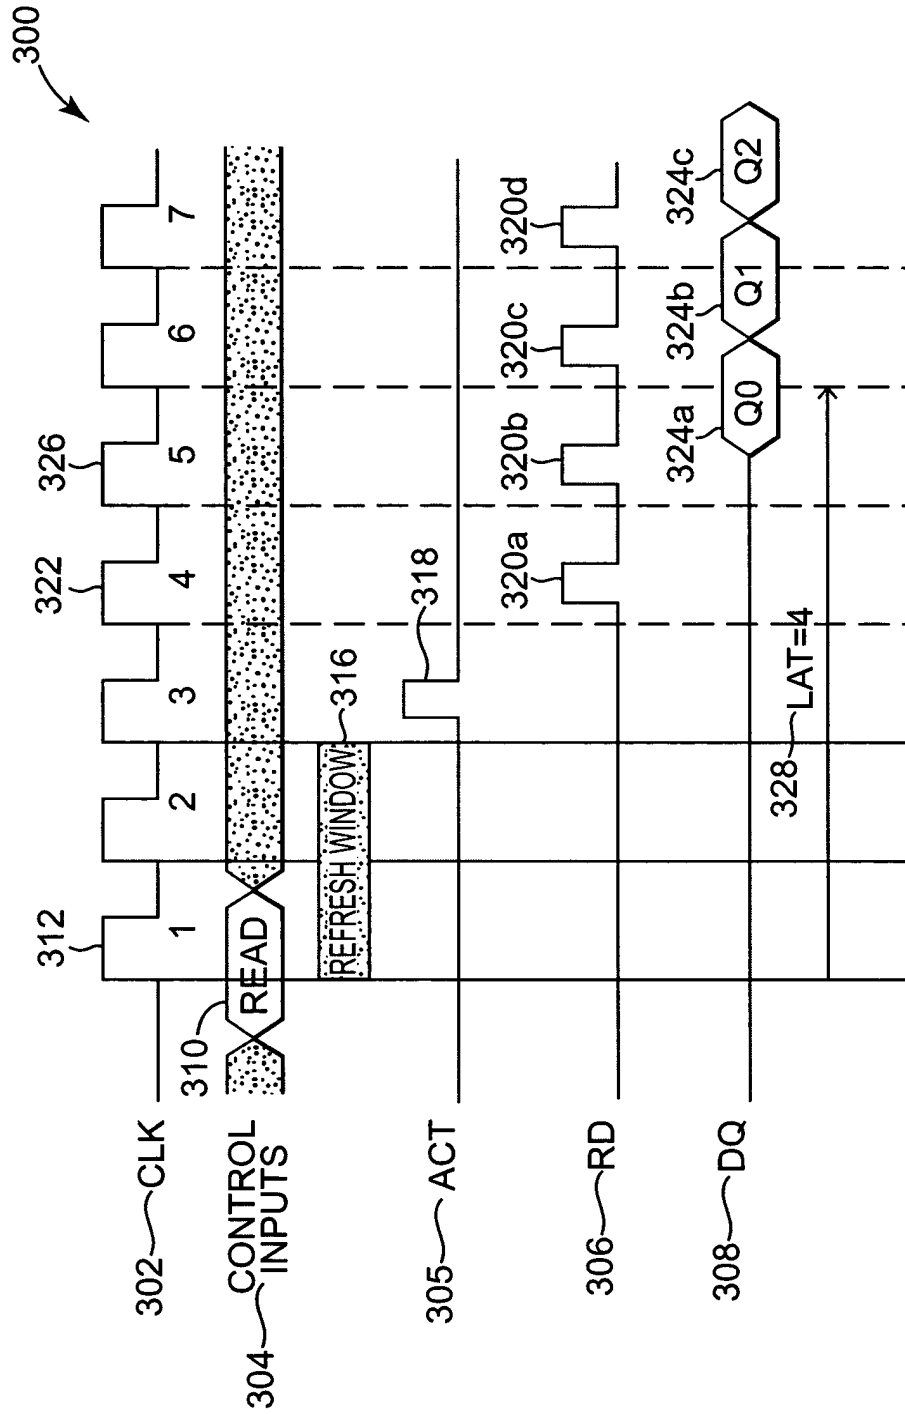 300
312
322
326
302 CLK
1 2 3 4 5 6 7
310
READ
CONTROL
INPUTS
304
REFRESH WINDOW
316
318
305 ACT
320a 320b 320c 320d
306 RD
324a 324b 324c
308 DQ
Q0 Q1 Q2
328 LAT=4